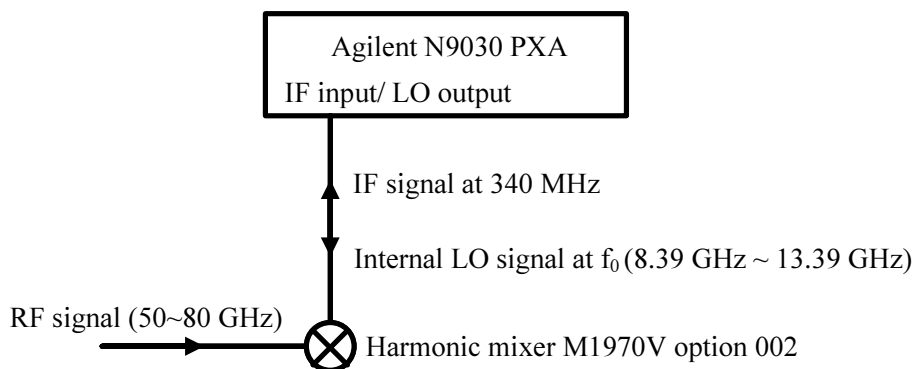 Agilent N9030 PXA
IF input/ LO output
IF signal at 340 MHz
Internal LO signal at f₀ (8.39 GHz ~ 13.39 GHz)
RF signal (50~80 GHz)
Harmonic mixer M1970V option 002